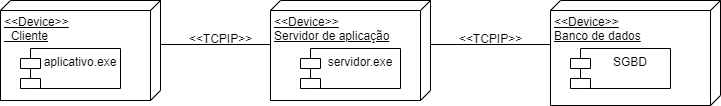 <<Device>>
Cliente
aplicativo.exe
<<TCPIP>>
<<Device>>
Servidor de aplicação
servidor.exe
<<TCPIP>>
<<Device>>
Banco de dados
SGBD